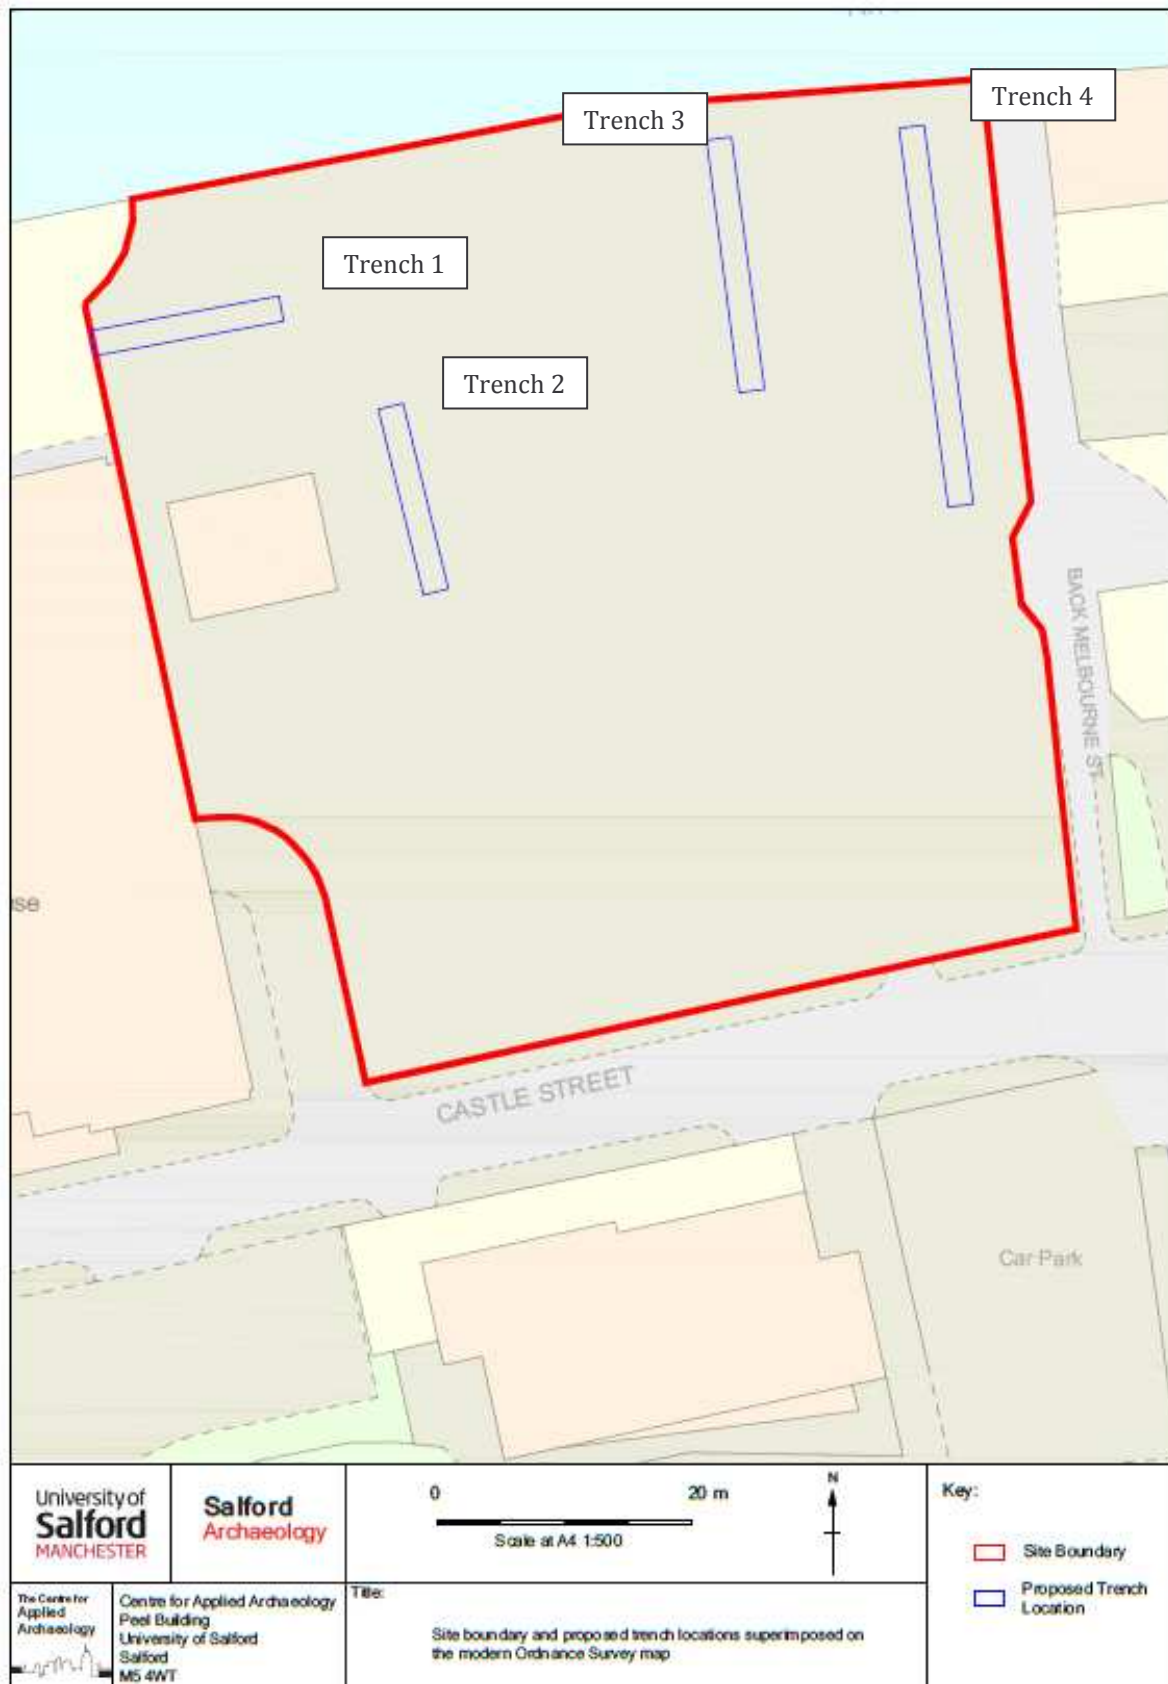 Trench 4
Trench 3
Trench 1
Trench 2
BACK MELBOURNE ST
se
CASTLE STREET
Car Park
University of
Salford
MANCHESTER
Salford
Archaeology
0 20 m
Scale at A4 1:500
N
Key:
Site Boundary
Proposed Trench
Location
The Centre for
Applied
Archaeology
Centre for Applied Archaeology
Peel Building
University of Salford
Salford
M5 4WT
Title:
Site boundary and proposed trench locations superimposed on
the modern Ordnance Survey map